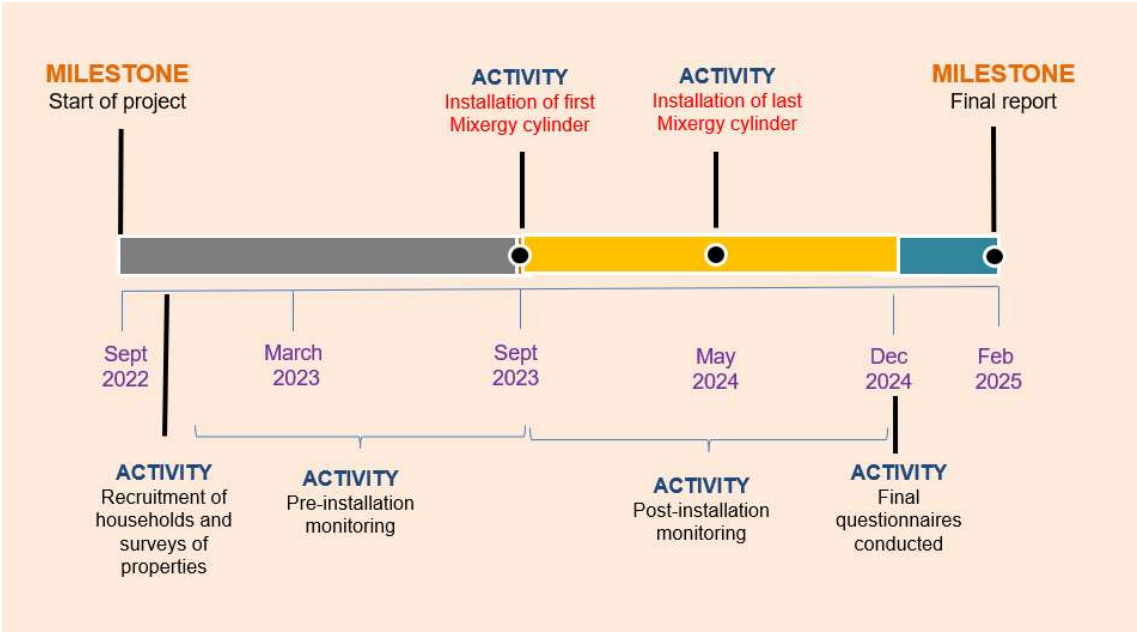 MILESTONE
Start of project
ACTIVITY
Installation of first
Mixergy cylinder
ACTIVITY
Installation of last
Mixergy cylinder
MILESTONE
Final report
Sept
2022
March
2023
Sept
2023
May
2024
Dec
2024
Feb
2025
ACTIVITY
Recruitment of
households and
surveys of
properties
ACTIVITY
Pre-installation
monitoring
ACTIVITY
Post-installation
monitoring
ACTIVITY
Final
questionnaires
conducted